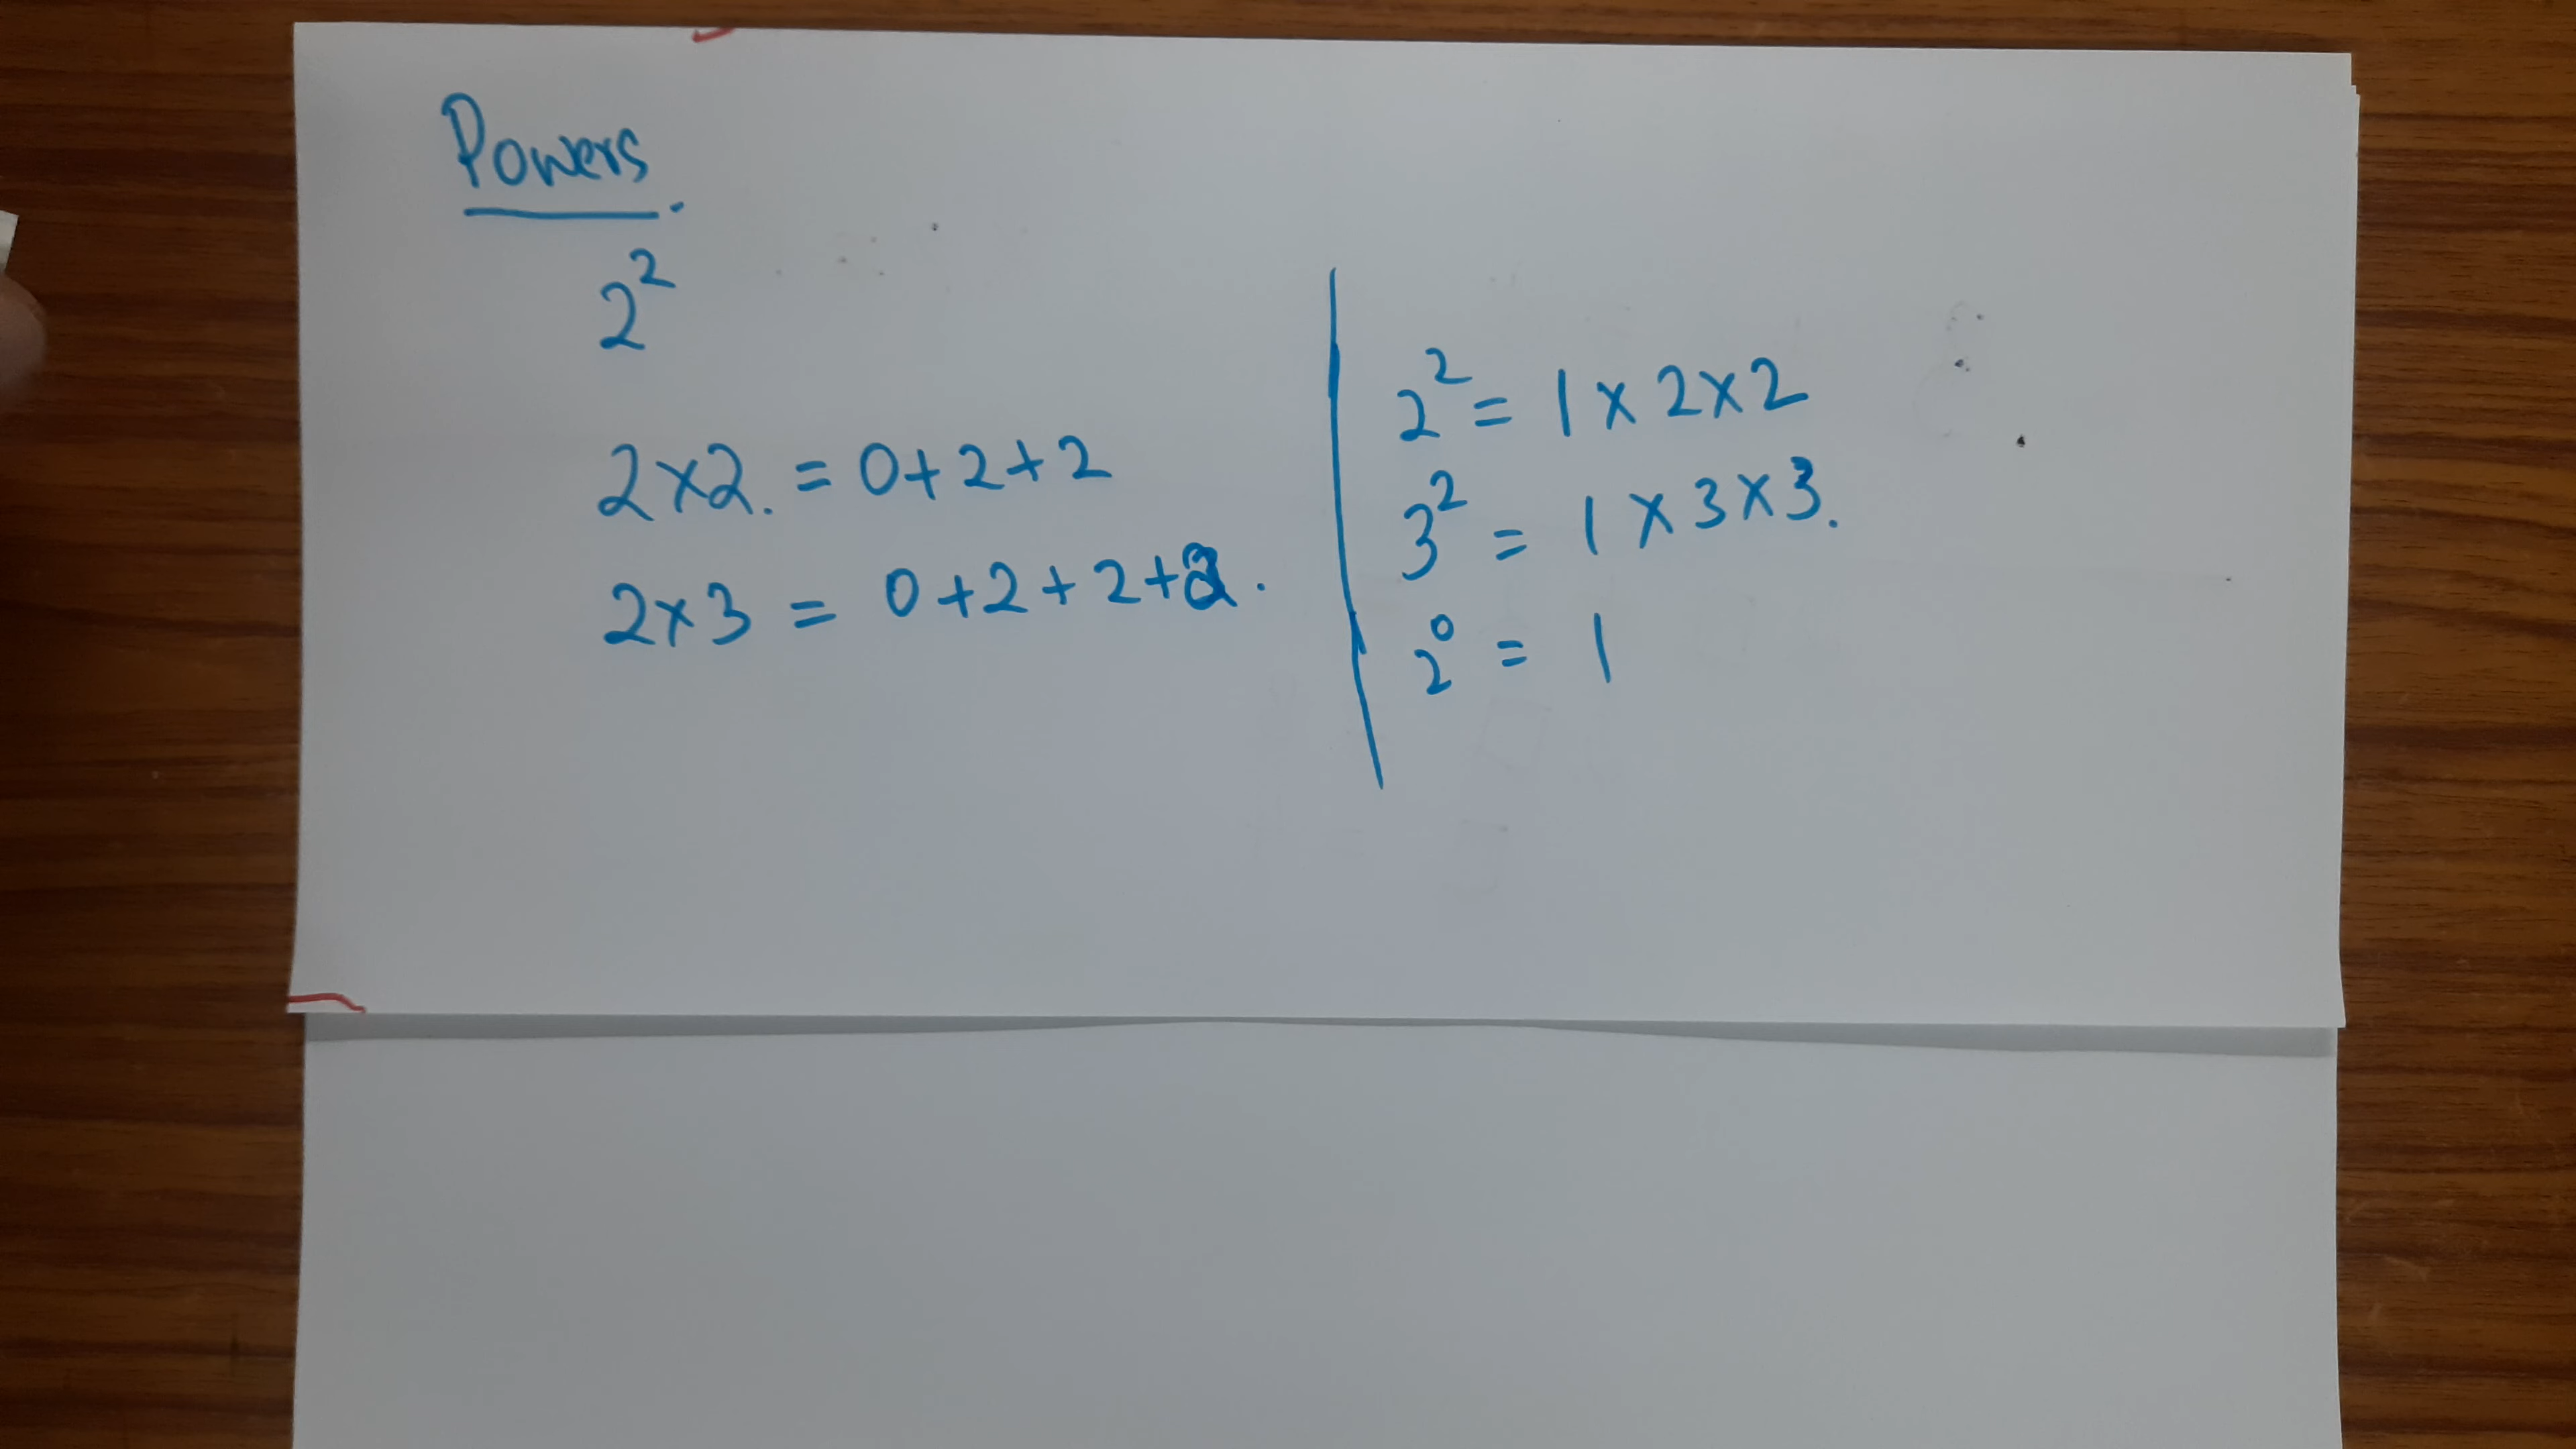 Powers.
2²
2×2. = 0+2+2
2×3 = 0+2+2+2.
2² = 1×2×2
3² = 1×3×3.
2⁰ = 1